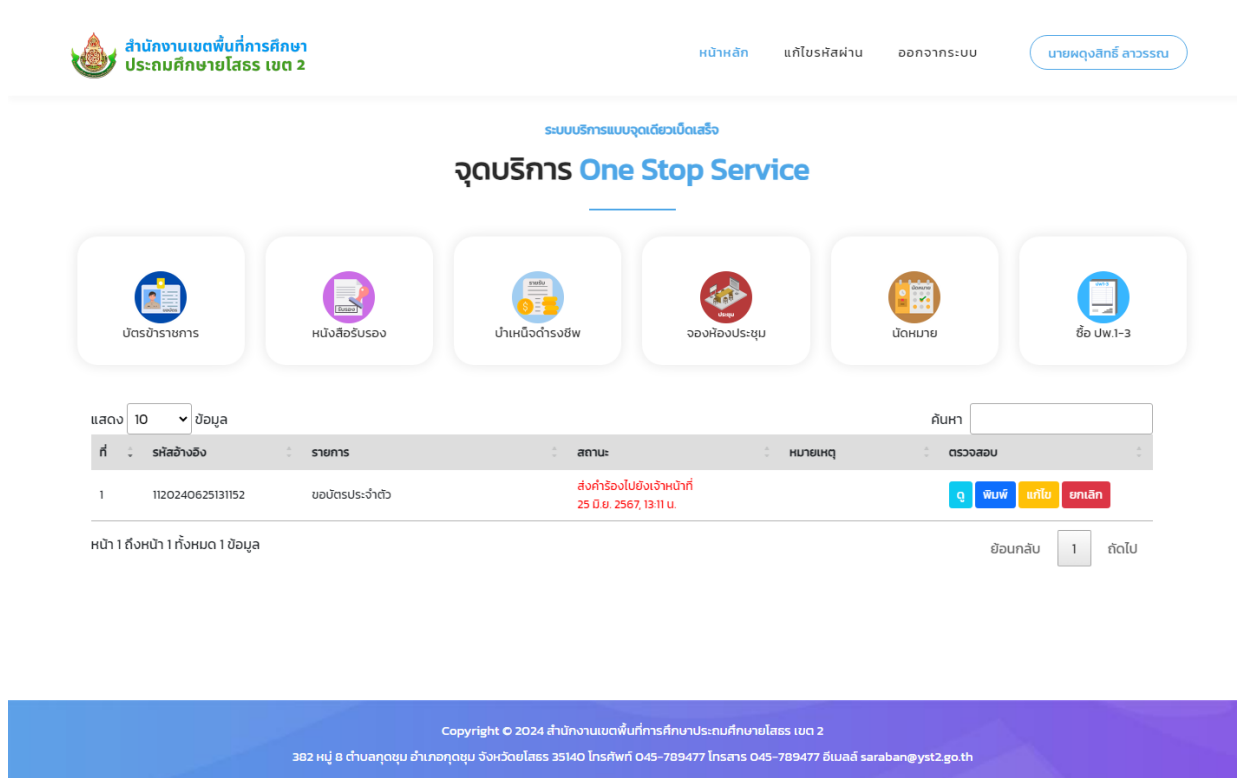 สำนักงานเขตพื้นที่การศึกษา
ประถมศึกษายโสธร เขต 2
หน้าหลัก แก้ไขรหัสผ่าน ออกจากระบบ นายผดุงสิทธิ์ ลาวรรณ
ระบบบริการแบบจุดเดียวเบ็ดเสร็จ
จุดบริการ One Stop Service
บัตรข้าราชการ หนังสือรับรอง บำเหน็จดำรงชีพ จองห้องประชุม นัดหมาย ซื้อ ปพ.1-3
แสดง 10 ข้อมูล ค้นหา
ที่ รหัสอ้างอิง รายการ สถานะ หมายเหตุ ตรวจสอบ
1 1120240625131152 ขอบัตรประจำตัว ส่งคำร้องไปยังเจ้าหน้าที่ ดู พิมพ์ แก้ไข ยกเลิก
25 มิ.ย. 2567, 13:11 น.
หน้า 1 ถึงหน้า 1 ทั้งหมด 1 ข้อมูล ย้อนกลับ 1 ถัดไป
Copyright © 2024 สำนักงานเขตพื้นที่การศึกษาประถมศึกษายโสธร เขต 2
382 หมู่ 8 ตำบลกุดชุม อำเภอกุดชุม จังหวัดยโสธร 35140 โทรศัพท์ 045-789477 โทรสาร 045-789477 อีเมลล์ saraban@yst2.go.th